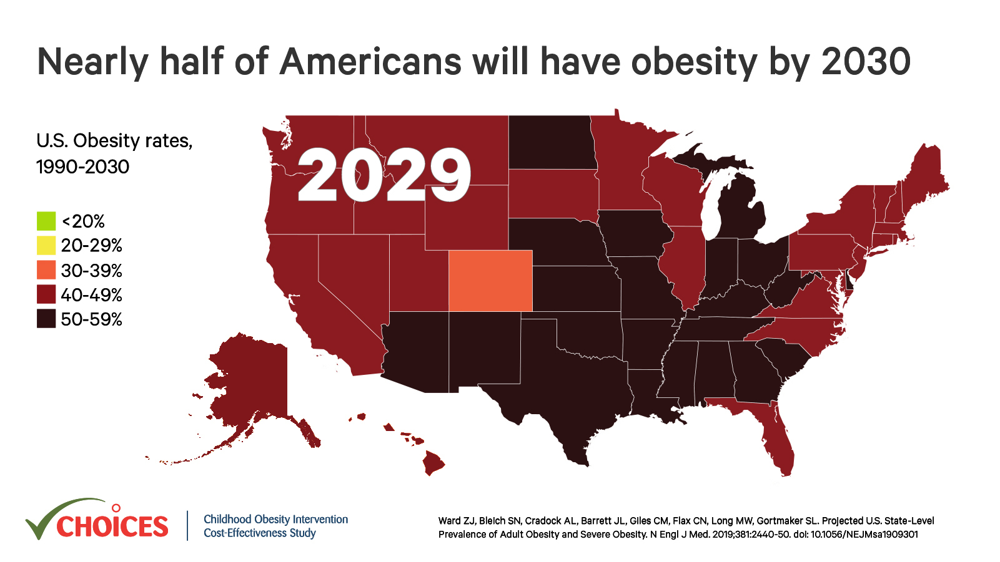 Nearly half of Americans will have obesity by 2030
U.S. Obesity rates,
1990-2030
2029
<20%
20-29%
30-39%
40-49%
50-59%
CHOICES
Childhood Obesity Intervention
Cost-Effectiveness Study
Ward ZJ, Bleich SN, Cradock AL, Barrett JL, Giles CM, Flax CN, Long MW, Gortmaker SL. Projected U.S. State-Level
Prevalence of Adult Obesity and Severe Obesity. N Engl J Med. 2019;381:2440-50. doi: 10.1056/NEJMsa1909301